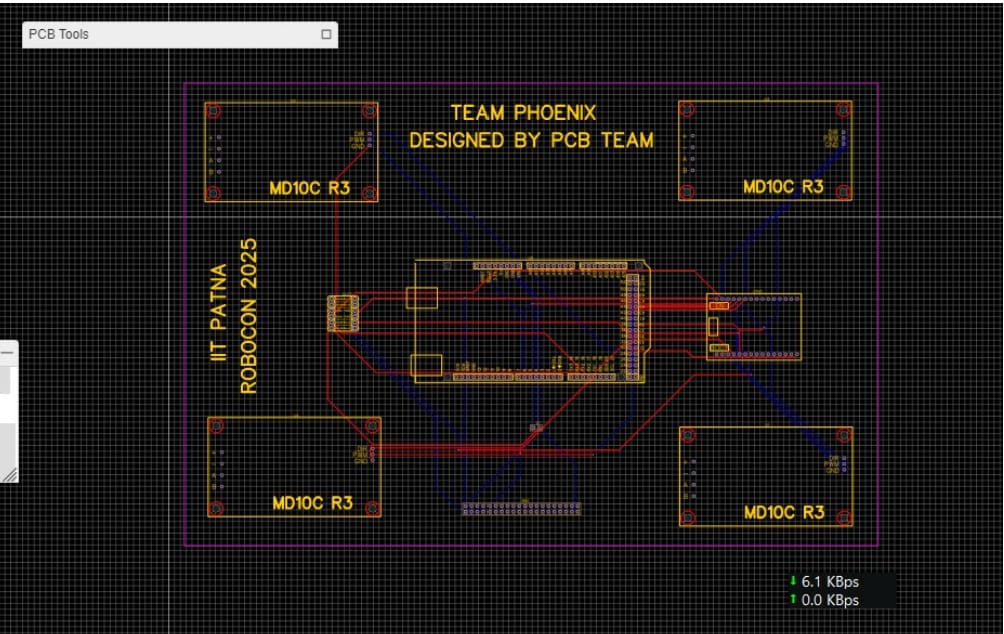 PCB Tools
TEAM PHOENIX
DESIGNED BY PCB TEAM
DIR
PWM
GND
MD10C R3
DIR
PWM
GND
MD10C R3
IIT PATNA
ROBOCON 2025
DIR
PWM
GND
MD10C R3
DIR
PWM
GND
MD10C R3
6.1 KBps
0.0 KBps